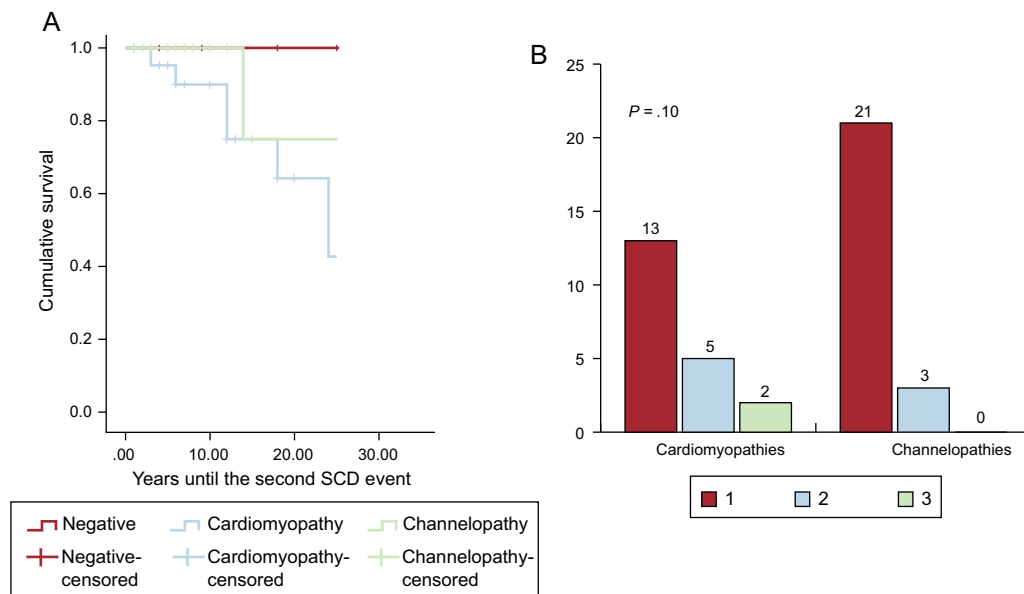 A
1.0
0.8
0.6
0.4
0.2
0.0
Cumulative survival
.00
10.00
20.00
30.00
Years until the second SCD event
Negative
Cardiomyopathy
Channelopathy
Negative-
censored
Cardiomyopathy-
censored
Channelopathy-
censored
B
25
20
15
10
5
0
P = .10
13
5
2
21
3
0
Cardiomyopathies
Channelopathies
1
2
3